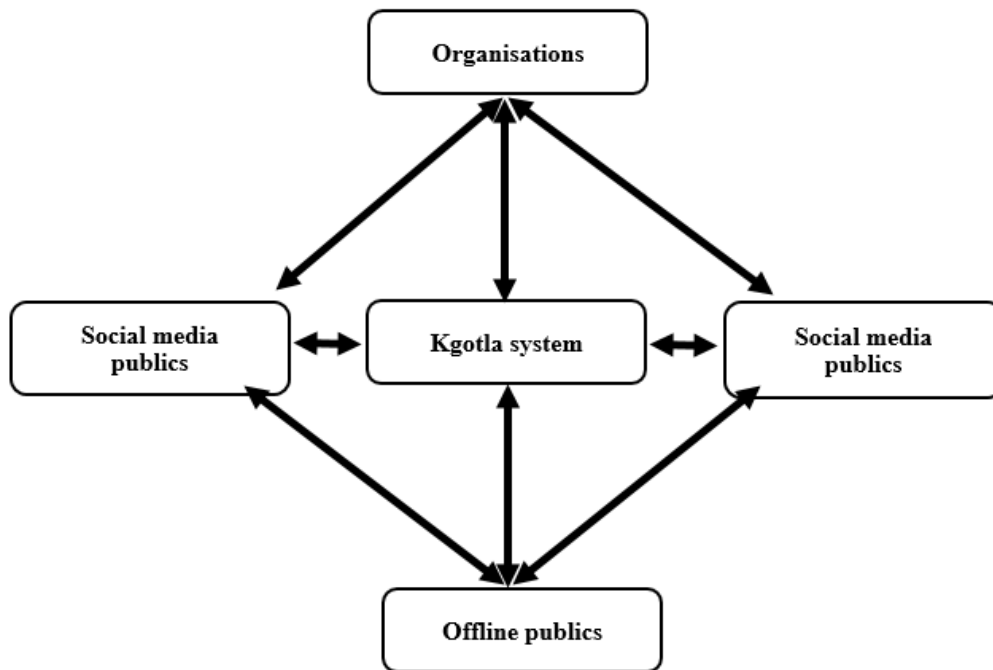 Organisations
Social media
publics
Kgotla system
Social media
publics
Offline publics